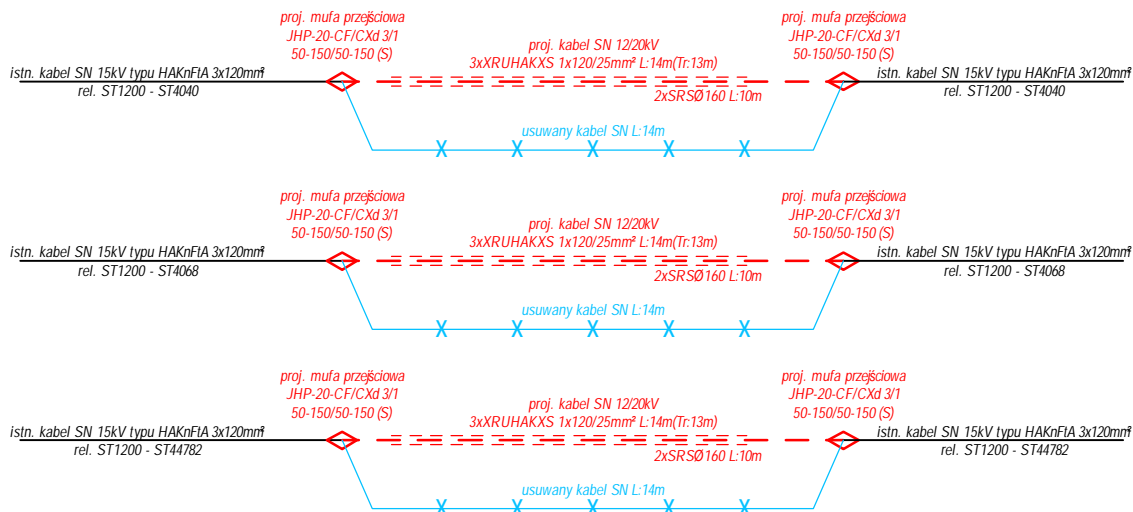 proj. mufa przejściowa
JHP-20-CF/CXd 3/1
50-150/50-150 (S)
proj. kabel SN 12/20kV
3xXRUHAKXS 1x120/25mm² L:14m(Tr:13m)
proj. mufa przejściowa
JHP-20-CF/CXd 3/1
50-150/50-150 (S)
istn. kabel SN 15kV typu HAKnFtA 3x120mm²
rel. ST1200 - ST4040
2xSRSØ160 L:10m
istn. kabel SN 15kV typu HAKnFtA 3x120mm²
rel. ST1200 - ST4040
usuwany kabel SN L:14m
proj. mufa przejściowa
JHP-20-CF/CXd 3/1
50-150/50-150 (S)
proj. kabel SN 12/20kV
3xXRUHAKXS 1x120/25mm² L:14m(Tr:13m)
proj. mufa przejściowa
JHP-20-CF/CXd 3/1
50-150/50-150 (S)
istn. kabel SN 15kV typu HAKnFtA 3x120mm²
rel. ST1200 - ST4068
2xSRSØ160 L:10m
istn. kabel SN 15kV typu HAKnFtA 3x120mm²
rel. ST1200 - ST4068
usuwany kabel SN L:14m
proj. mufa przejściowa
JHP-20-CF/CXd 3/1
50-150/50-150 (S)
proj. kabel SN 12/20kV
3xXRUHAKXS 1x120/25mm² L:14m(Tr:13m)
proj. mufa przejściowa
JHP-20-CF/CXd 3/1
50-150/50-150 (S)
istn. kabel SN 15kV typu HAKnFtA 3x120mm²
rel. ST1200 - ST44782
2xSRSØ160 L:10m
istn. kabel SN 15kV typu HAKnFtA 3x120mm²
rel. ST1200 - ST44782
usuwany kabel SN L:14m